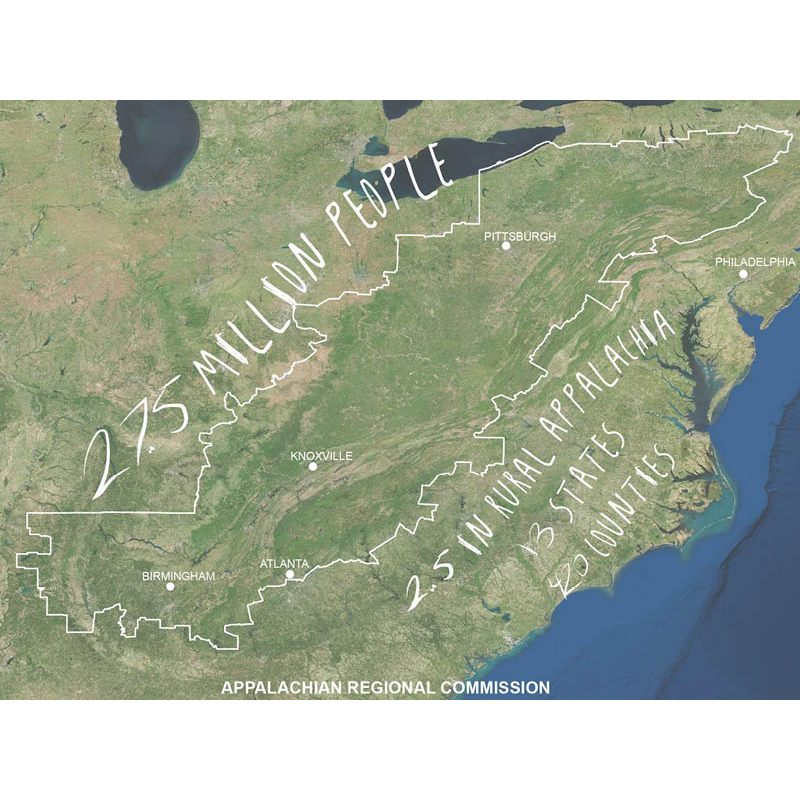 27.5 MILLION PEOPLE
PITTSBURGH
PHILADELPHIA
2.5 IN RURAL APPALACHIA
13 STATES
420 COUNTIES
KNOXVILLE
ATLANTA
BIRMINGHAM
APPALACHIAN REGIONAL COMMISSION